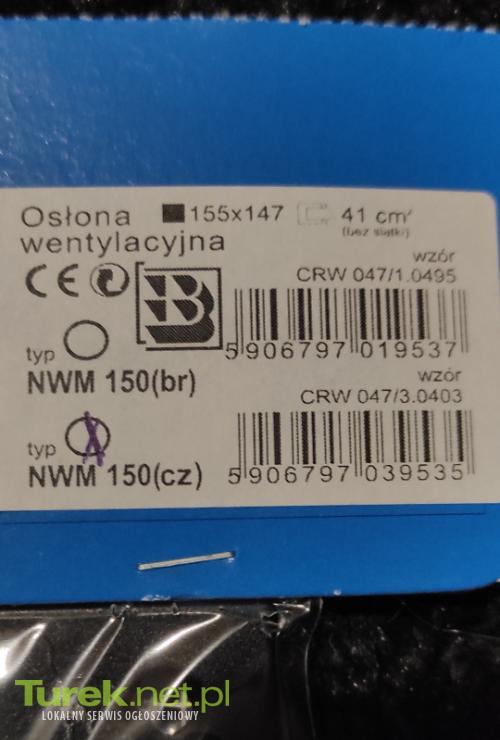 Osłona ■ 155x147 41 cm²
wentylacyjna (bez siatki)
wzór
CE CRW 047/1.0495
B
typ
5 906797 019537
NWM 150(br)
wzór
CRW 047/3.0403
typ X
NWM 150(cz)
5 906797 039535
Turek.net.pl
LOKALNY SERWIS OGŁOSZENIOWY